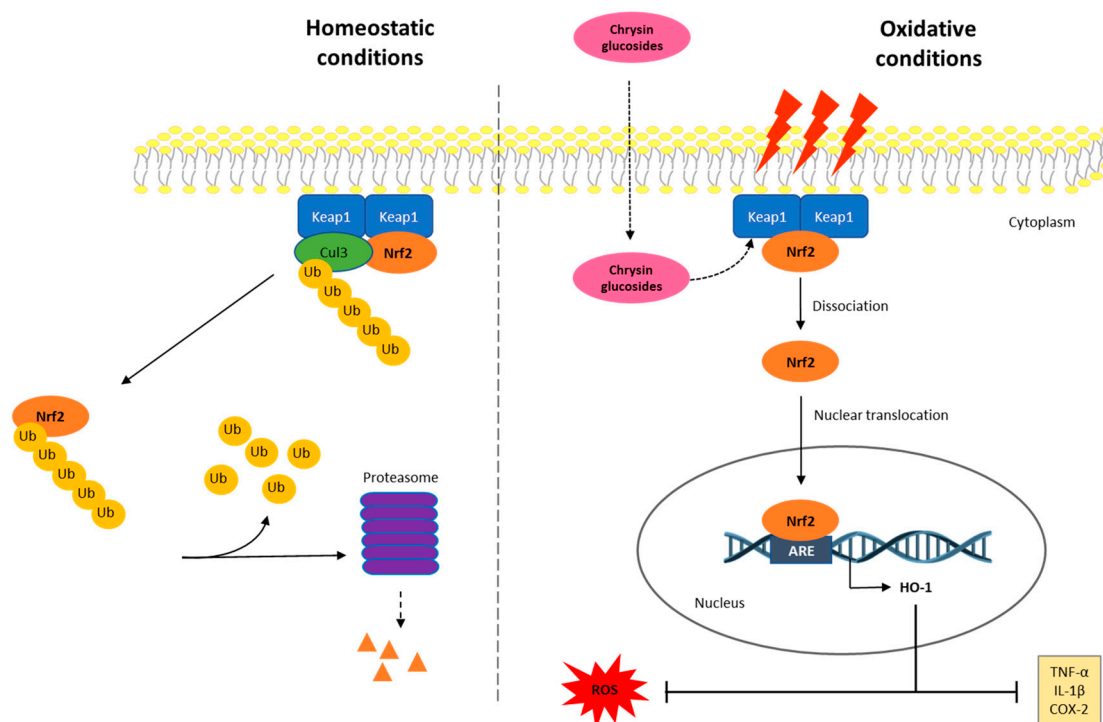 Homeostatic
conditions
Chrysin
glucosides
Oxidative
conditions
Keap1
Keap1
Cul3
Nrf2
Ub
Ub
Ub
Ub
Ub
Nrf2
Ub
Ub
Ub
Ub
Ub
Ub
Ub
Ub
Ub
Ub
Proteasome
Keap1
Keap1
Cytoplasm
Nrf2
Chrysin
glucosides
Dissociation
Nrf2
Nuclear translocation
Nrf2
ARE
HO-1
Nucleus
ROS
TNF-α
IL-1β
COX-2